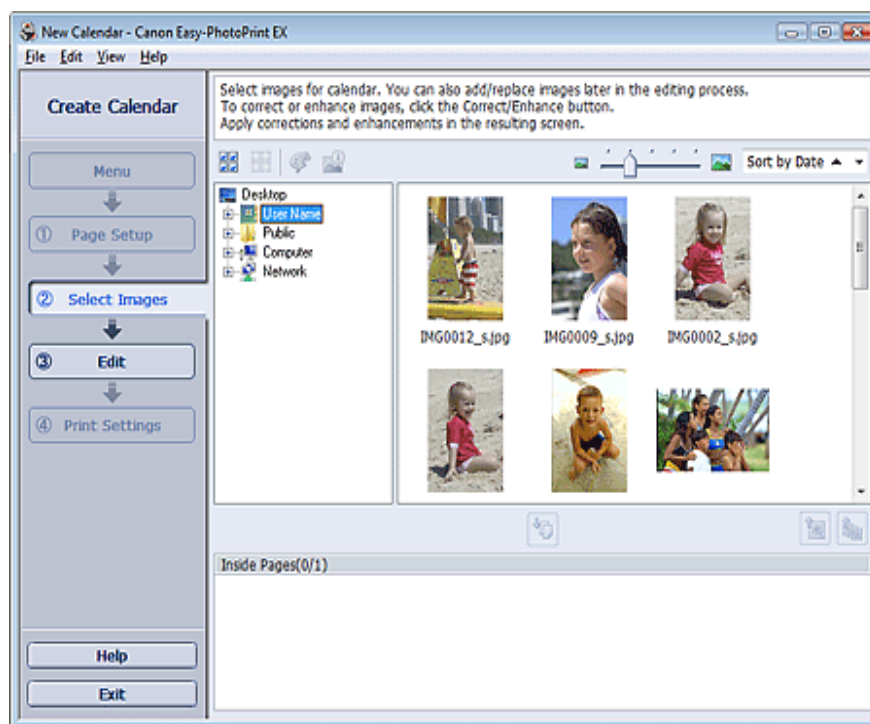 New Calendar - Canon Easy-PhotoPrint EX
File Edit View Help
Create Calendar
Menu
① Page Setup
② Select Images
③ Edit
④ Print Settings
Help
Exit
Select images for calendar. You can also add/replace images later in the editing process.
To correct or enhance images, click the Correct/Enhance button.
Apply corrections and enhancements in the resulting screen.
Sort by Date
Desktop
User Name
Public
Computer
Network
IMG0012_s.jpg IMG0009_s.jpg IMG0002_s.jpg
Inside Pages(0/1)